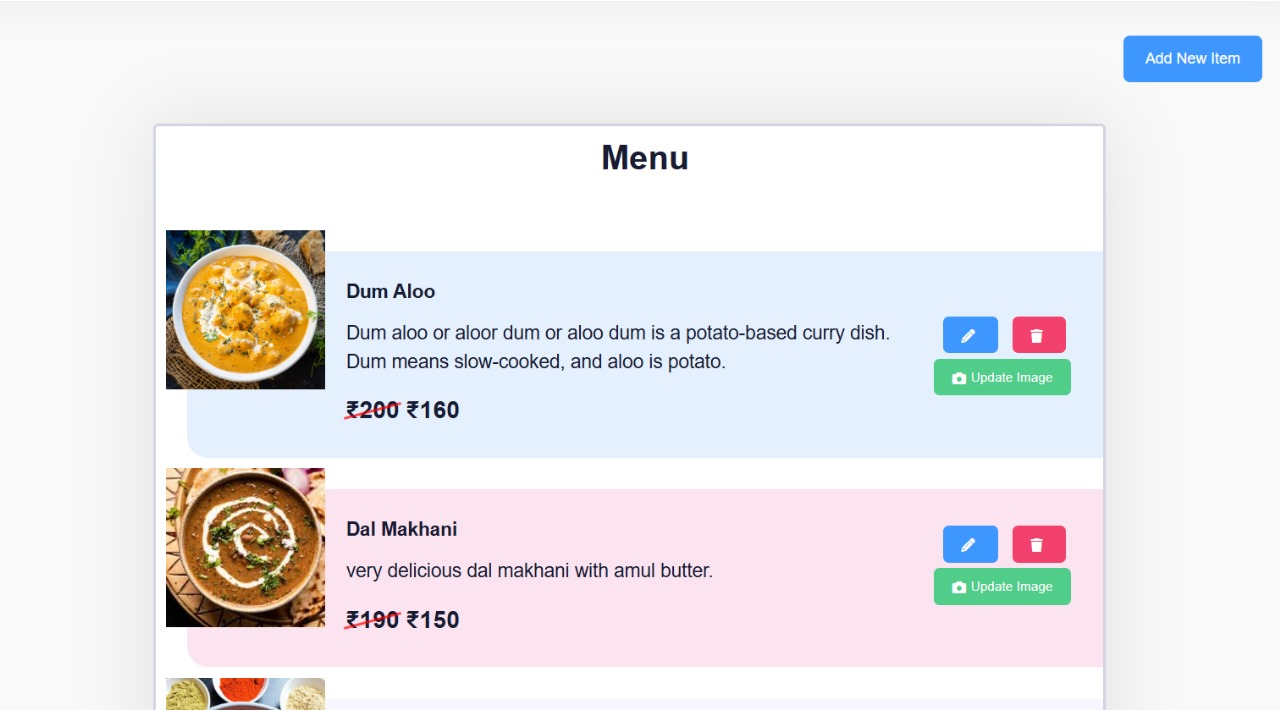 Add New Item
Menu
Dum Aloo
Dum aloo or aloor dum or aloo dum is a potato-based curry dish.
Dum means slow-cooked, and aloo is potato.
₹200 ₹160
Update Image
Dal Makhani
very delicious dal makhani with amul butter.
₹190 ₹150
Update Image